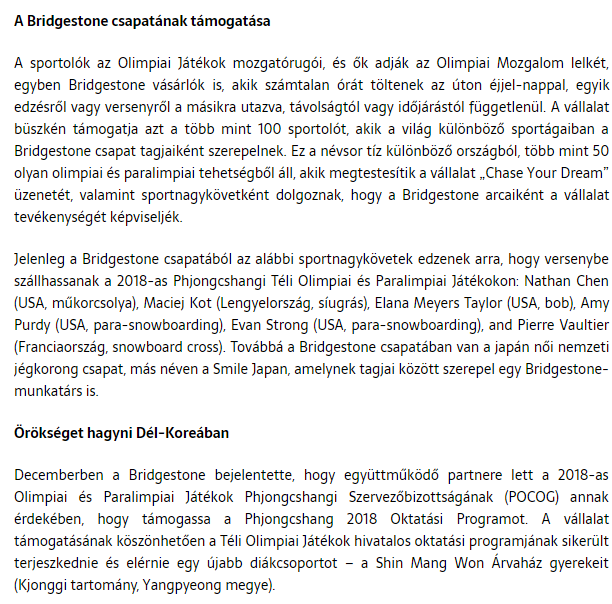 A Bridgestone csapatának támogatása
A sportolók az Olimpiai Játékok mozgatórugói, és ők adják az Olimpiai Mozgalom lelkét,
egyben Bridgestone vásárlók is, akik számtalan órát töltenek az úton éjjel-nappal, egyik
edzésről vagy versenyről a másikra utazva, távolságtól vagy időjárástól függetlenül. A vállalat
büszkén támogatja azt a több mint 100 sportolót, akik a világ különböző sportágaiban a
Bridgestone csapat tagjaiként szerepelnek. Ez a névsor tíz különböző országból, több mint 50
olyan olimpiai és paralimpiai tehetségből áll, akik megtestesítik a vállalat „Chase Your Dream”
üzenetét, valamint sportnagykövetként dolgoznak, hogy a Bridgestone arcaiként a vállalat
tevékenységét képviseljék.
Jelenleg a Bridgestone csapatából az alábbi sportnagykövetek edzenek arra, hogy versenybe
szállhassanak a 2018-as Phjongcshangi Téli Olimpiai és Paralimpiai Játékokon: Nathan Chen
(USA, műkorcsolya), Maciej Kot (Lengyelország, síugrás), Elana Meyers Taylor (USA, bob), Amy
Purdy (USA, para-snowboarding), Evan Strong (USA, para-snowboarding), and Pierre Vaultier
(Franciaország, snowboard cross). Továbbá a Bridgestone csapatában van a japán női nemzeti
jégkorong csapat, más néven a Smile Japan, amelynek tagjai között szerepel egy Bridgestone-
munkatárs is.
Örökséget hagyni Dél-Koreában
Decemberben a Bridgestone bejelentette, hogy együttműködő partnere lett a 2018-as
Olimpiai és Paralimpiai Játékok Phjongcshangi Szervezőbizottságának (POCOG) annak
érdekében, hogy támogassa a Phjongchang 2018 Oktatási Programot. A vállalat
támogatásának köszönhetően a Téli Olimpiai Játékok hivatalos oktatási programjának sikerült
terjeszkednie és elérnie egy újabb diákcsoportot – a Shin Mang Won Árvaház gyerekeit
(Kjonggi tartomány, Yangpyeong megye).